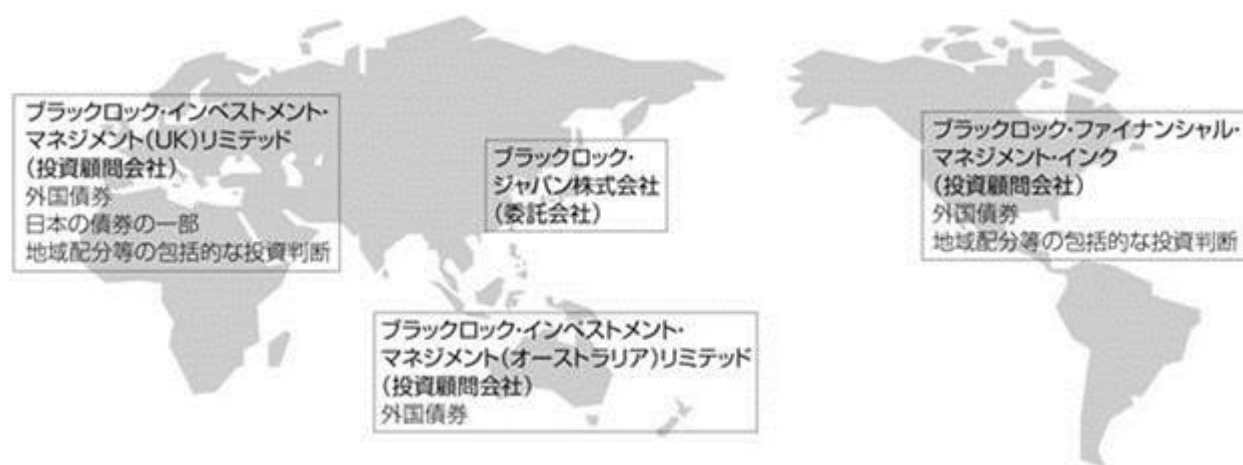 ブラックロック・インベストメント・
マネジメント(UK)リミテッド
(投資顧問会社)
外国債券
日本の債券の一部
地域配分等の包括的な投資判断
ブラックロック・
ジャパン株式会社
(委託会社)
ブラックロック・ファイナンシャル・
マネジメント・インク
(投資顧問会社)
外国債券
地域配分等の包括的な投資判断
ブラックロック・インベストメント・
マネジメント(オーストラリア)リミテッド
(投資顧問会社)
外国債券